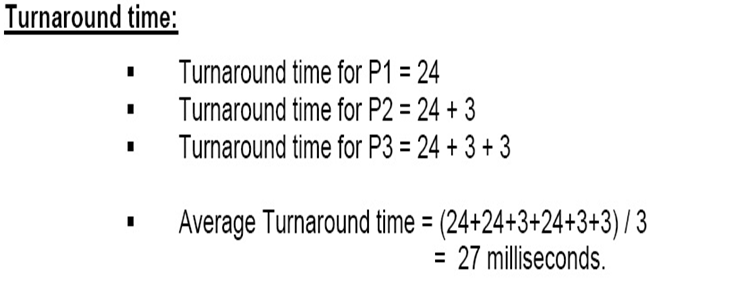 Turnaround time:
▪ Turnaround time for P1 = 24
▪ Turnaround time for P2 = 24 + 3
▪ Turnaround time for P3 = 24 + 3 + 3
▪ Average Turnaround time = (24+24+3+24+3+3) / 3
= 27 milliseconds.